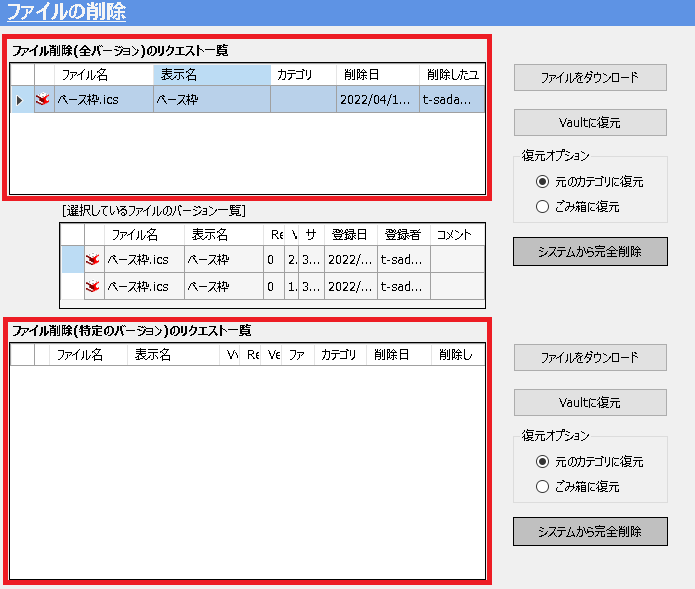 ファイルの削除
ファイル削除(全バージョン)のリクエスト一覧
ファイル名 表示名 カテゴリ 削除日 削除したユ
ベース枠.ics ベース枠 2022/04/1... t-sada...
ファイルをダウンロード
Vaultに復元
復元オプション
元のカテゴリに復元
ごみ箱に復元
システムから完全削除
[選択しているファイルのバージョン一覧]
ファイル名 表示名 Re V サ 登録日 登録者 コメント
ベース枠.ics ベース枠 0 2. 3... 2022/... t-sad...
ベース枠.ics ベース枠 0 1. 3... 2022/... t-sad...
ファイル削除(特定のバージョン)のリクエスト一覧
ファイル名 表示名 Re Ve ファ カテゴリ 削除日 削除し
ファイルをダウンロード
Vaultに復元
復元オプション
元のカテゴリに復元
ごみ箱に復元
システムから完全削除